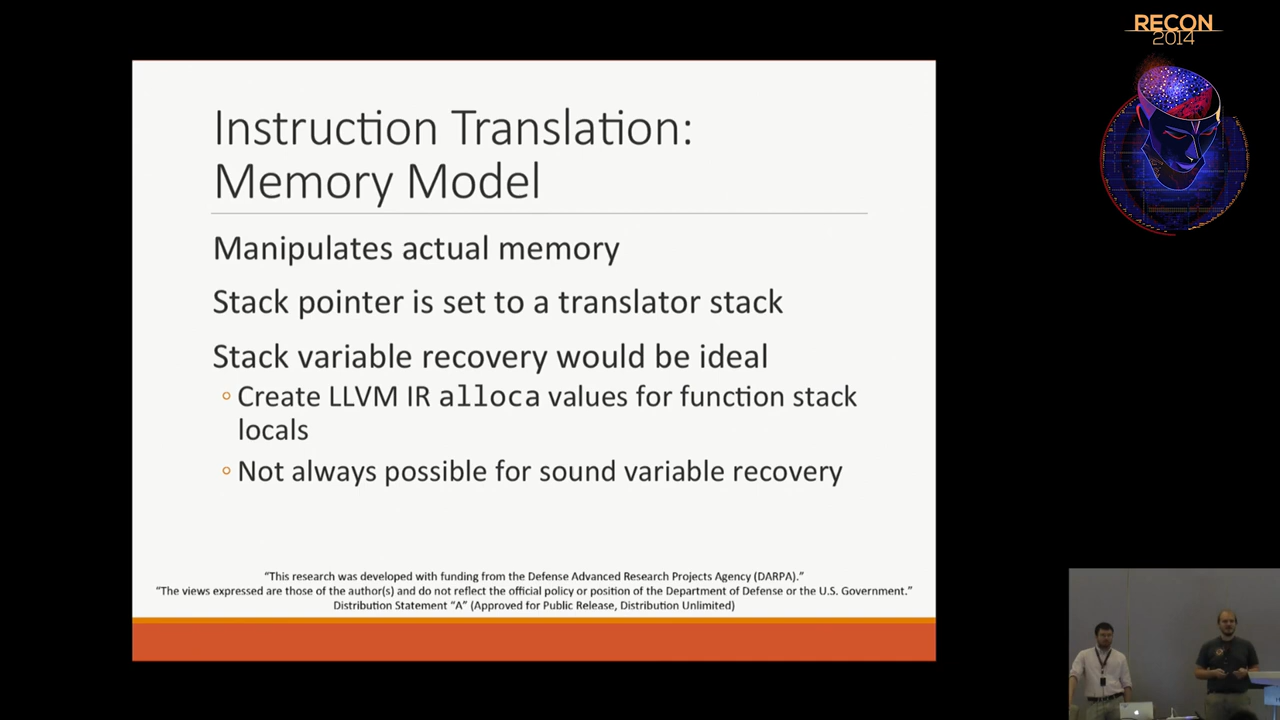 RECON
2014
Instruction Translation:
Memory Model
Manipulates actual memory
Stack pointer is set to a translator stack
Stack variable recovery would be ideal
◦ Create LLVM IR alloca values for function stack
locals
◦ Not always possible for sound variable recovery
“This research was developed with funding from the Defense Advanced Research Projects Agency (DARPA).”
“The views expressed are those of the author(s) and do not reflect the official policy or position of the Department of Defense or the U.S. Government.”
Distribution Statement “A” (Approved for Public Release, Distribution Unlimited)